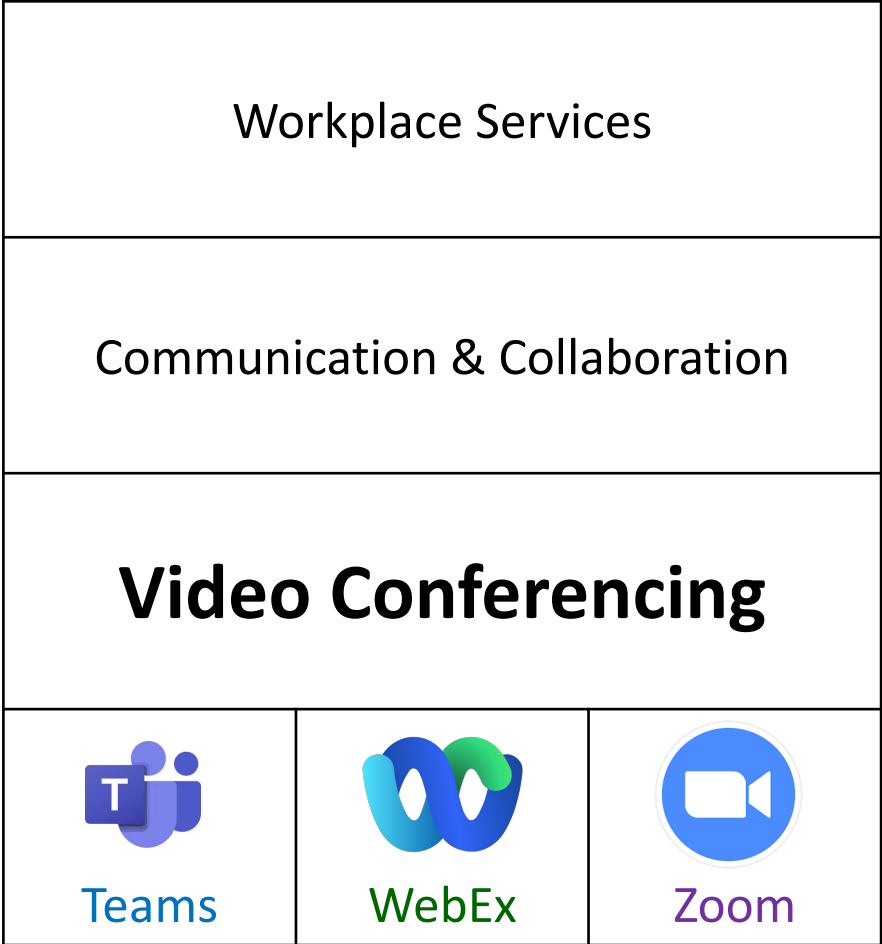 Workplace Services
Communication & Collaboration
Video Conferencing
T
Teams
WebEx
Zoom